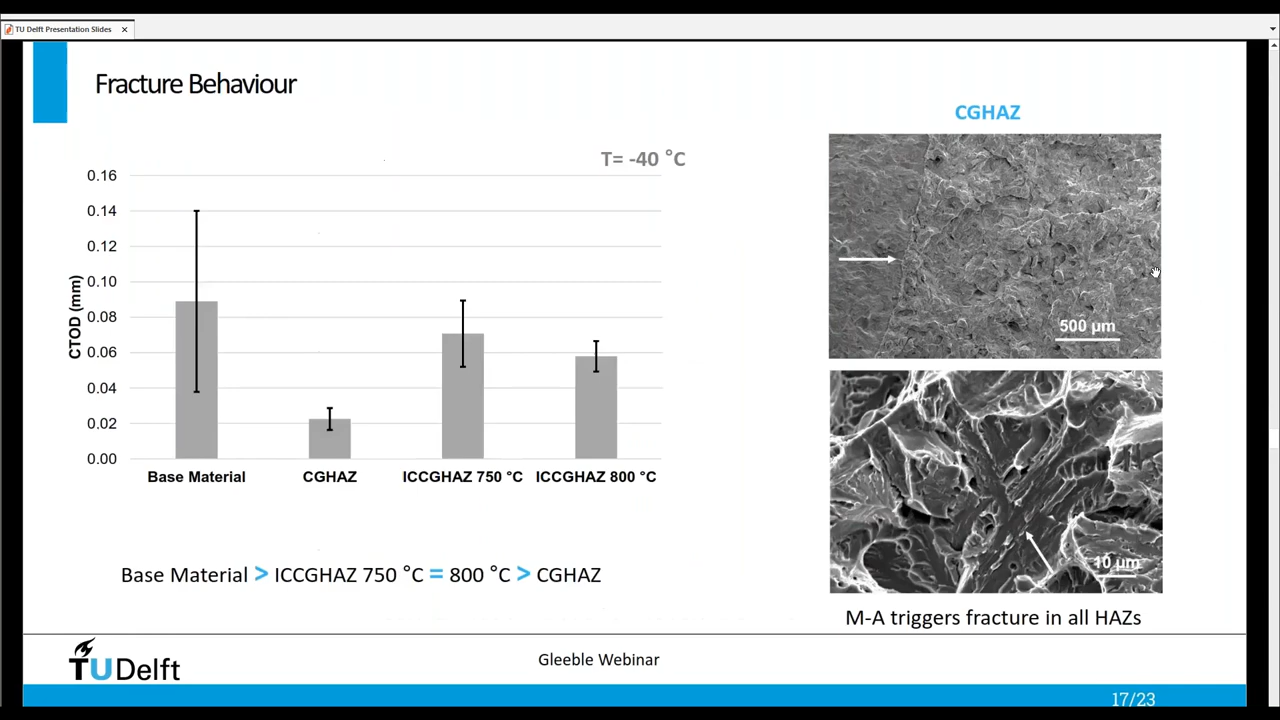 TU Delft Presentation Slides
Fracture Behaviour
CGHAZ
T= -40 °C
0.16
0.14
0.12
0.10
0.08
0.06
0.04
0.02
0.00
CTOD (mm)
Base Material
CGHAZ
ICCGHAZ 750 °C
ICCGHAZ 800 °C
500 µm
10 µm
Base Material > ICCGHAZ 750 °C = 800 °C > CGHAZ
M-A triggers fracture in all HAZs
TU Delft
Gleeble Webinar
17/23